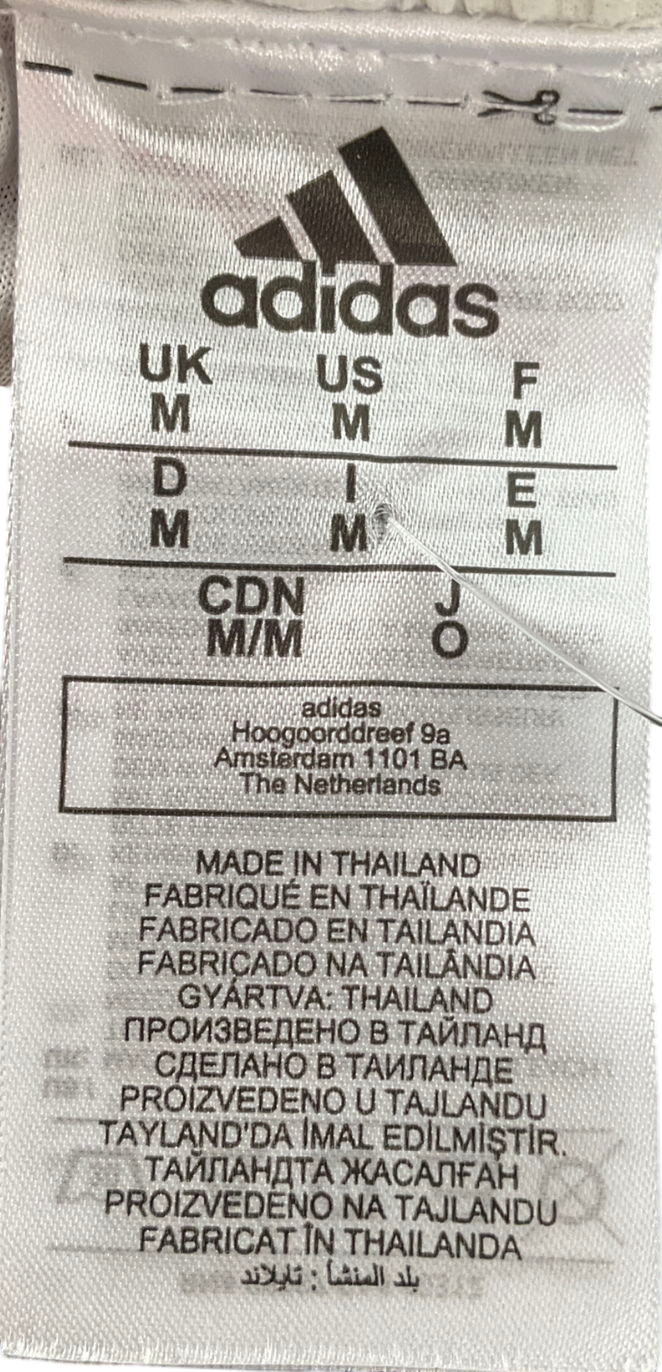 adidas
UK US F
M M M
D I E
M M M
CDN J
M/M O
adidas
Hoogoorddreef 9a
Amsterdam 1101 BA
The Netherlands
MADE IN THAILAND
FABRIQUÉ EN THAÏLANDE
FABRICADO EN TAILANDIA
FABRICADO NA TAILÂNDIA
GYÁRTVA: THAILAND
ПРОИЗВЕДЕНО В ТАЙЛАНД
СДЕЛАНО В ТАИЛАНДЕ
PROIZVEDENO U TAJLANDU
TAYLAND'DA İMAL EDİLMİŞTİR.
ТАЙЛАНДТА ЖАСАЛҒАН
PROIZVEDENO NA TAJLANDU
FABRICAT ÎN THAILANDA
بلد المنشأ : تايلاند